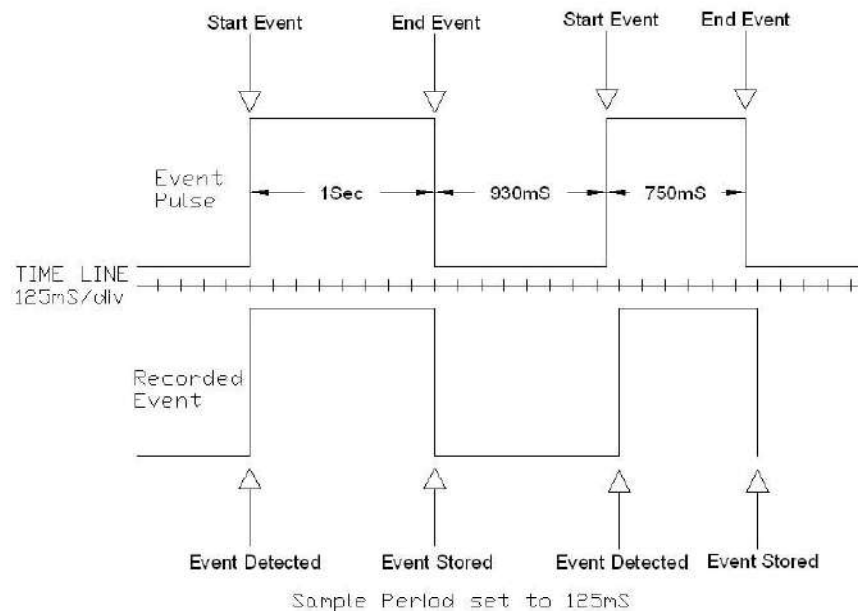 Start Event End Event Start Event End Event
Event
Pulse
1Sec 930mS 750mS
TIME LINE
125mS/div
Recorded
Event
Event Detected Event Stored Event Detected Event Stored
Sample Period set to 125mS